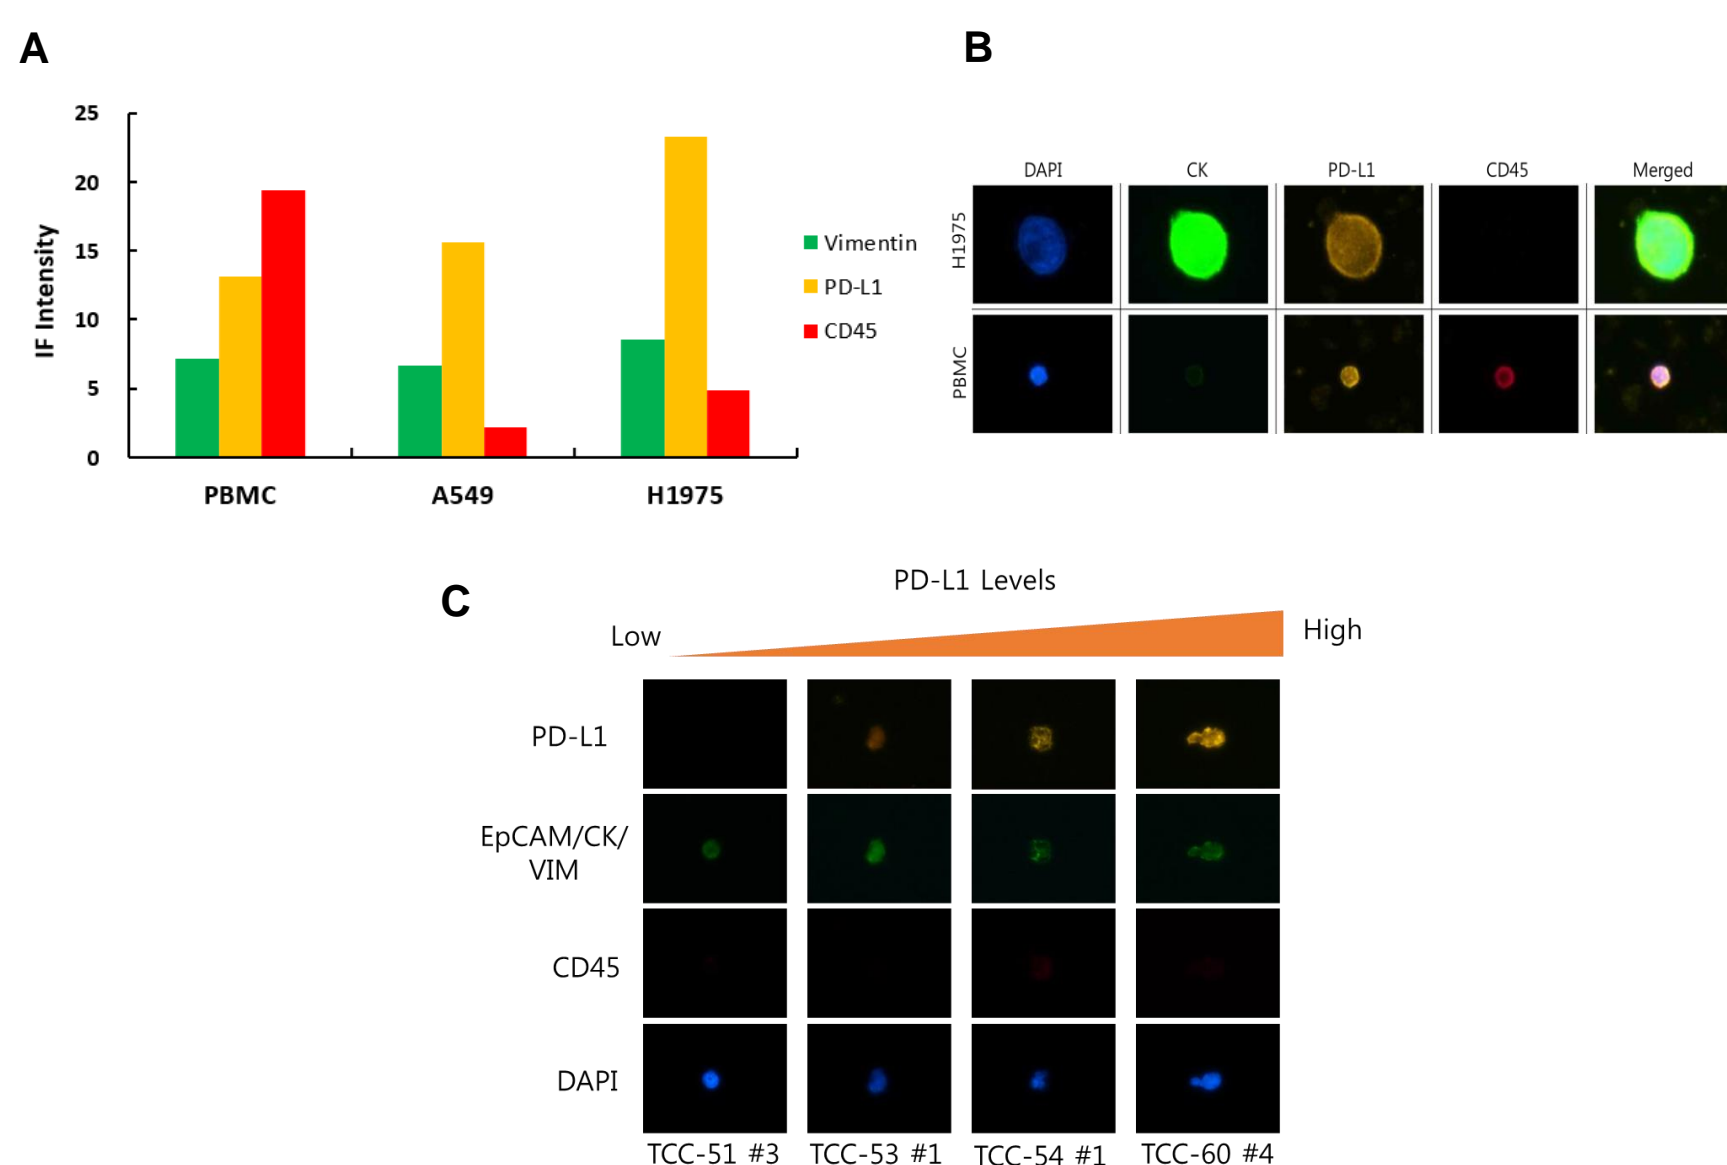 A
25
20
15
10
5
0
IF Intensity
PBMC
A549
H1975
Vimentin
PD-L1
CD45
B
DAPI
CK
PD-L1
CD45
Merged
H1975
PBMC
C
PD-L1 Levels
Low
High
PD-L1
EpCAM/CK/
VIM
CD45
DAPI
TCC-51 #3
TCC-53 #1
TCC-54 #1
TCC-60 #4